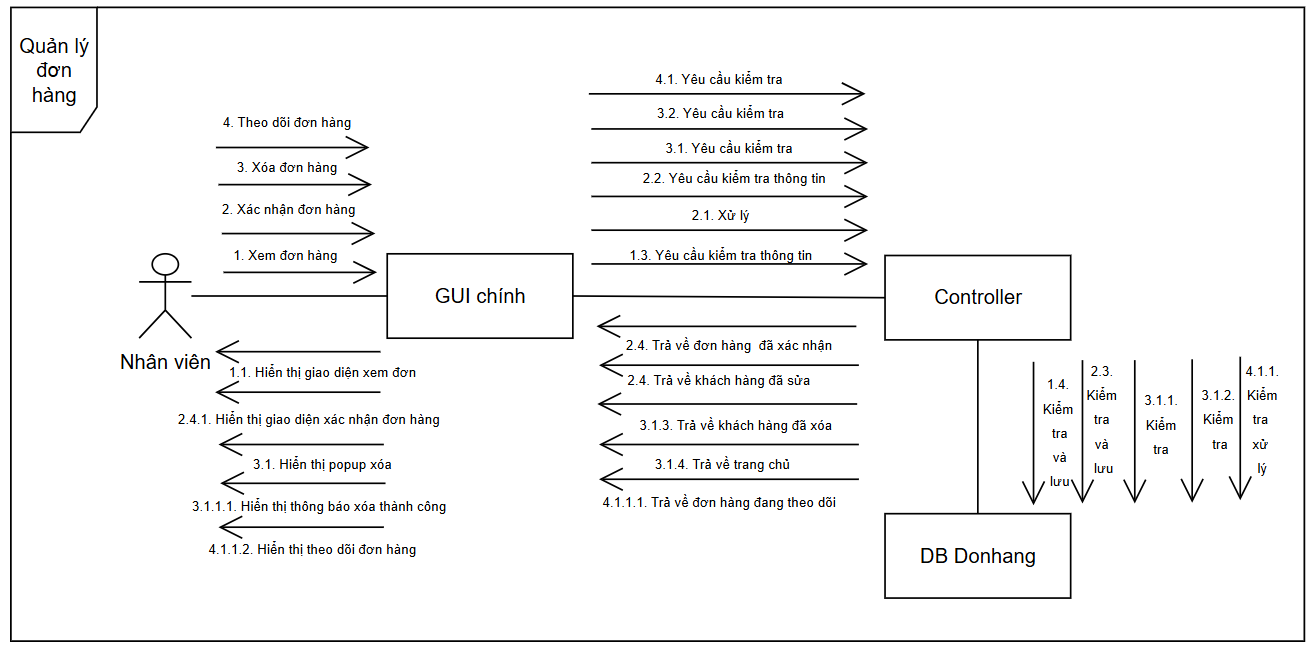 Quản lý
đơn
hàng
4. Theo dõi đơn hàng
3. Xóa đơn hàng
2. Xác nhận đơn hàng
1. Xem đơn hàng
4.1. Yêu cầu kiểm tra
3.2. Yêu cầu kiểm tra
3.1. Yêu cầu kiểm tra
2.2. Yêu cầu kiểm tra thông tin
2.1. Xử lý
1.3. Yêu cầu kiểm tra thông tin
Nhân viên
GUI chính
Controller
1.1. Hiển thị giao diện xem đơn
2.4.1. Hiển thị giao diện xác nhận đơn hàng
3.1. Hiển thị popup xóa
3.1.1.1. Hiển thị thông báo xóa thành công
4.1.1.2. Hiển thị theo dõi đơn hàng
2.4. Trả về đơn hàng đã xác nhận
2.4. Trả về khách hàng đã sửa
3.1.3. Trả về khách hàng đã xóa
3.1.4. Trả về trang chủ
4.1.1.1. Trả về đơn hàng đang theo dõi
1.4.
Kiểm
tra
và
lưu
2.3.
Kiểm
tra
và
lưu
3.1.1.
Kiểm
tra
3.1.2.
Kiểm
tra
4.1.1.
Kiểm
tra
xử
lý
DB Donhang